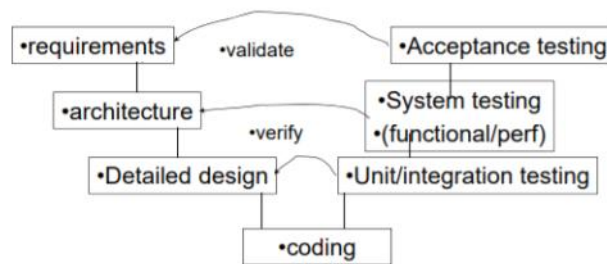 •requirements
•validate
•Acceptance testing
•architecture
•System testing
•(functional/perf)
•verify
•Detailed design
•Unit/integration testing
•coding